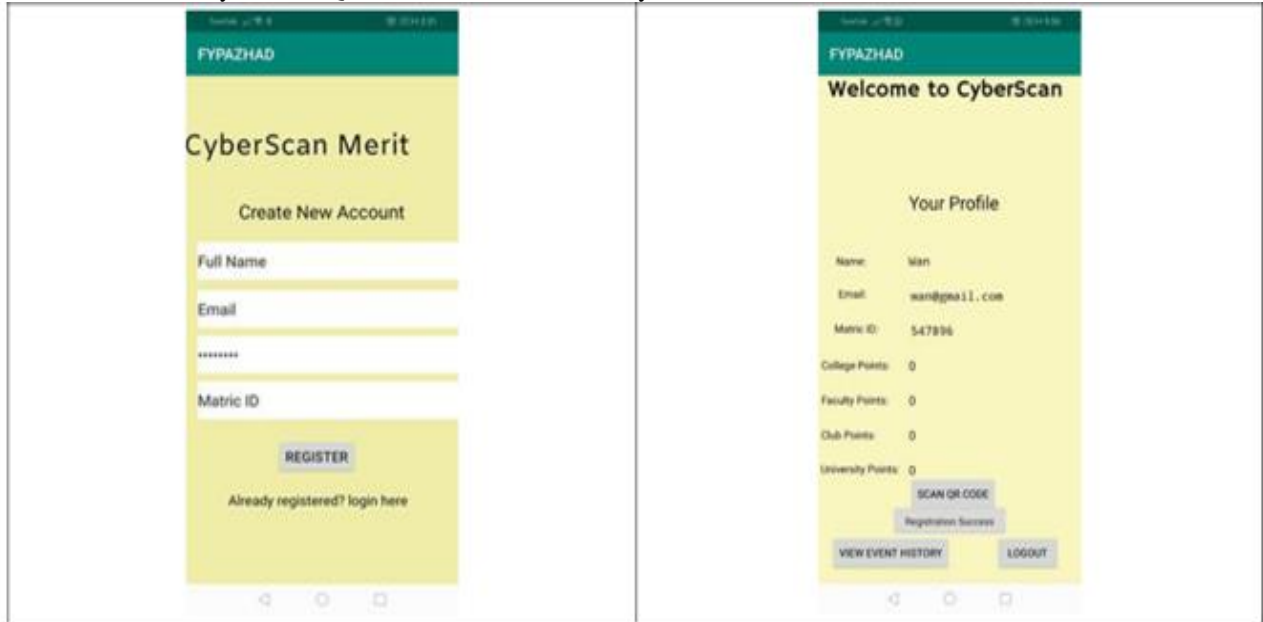 FYPAZHAD
CyberScan Merit
Create New Account
Full Name
Email
••••••••
Matric ID
REGISTER
Already registered? login here
FYPAZHAD
Welcome to CyberScan
Your Profile
Name: Wan
Email: wan@gmail.com
Matric ID: 547896
College Points: 0
Faculty Points: 0
Club Points: 0
University Points: 0
SCAN QR CODE
Registration Success
VIEW EVENT HISTORY LOGOUT